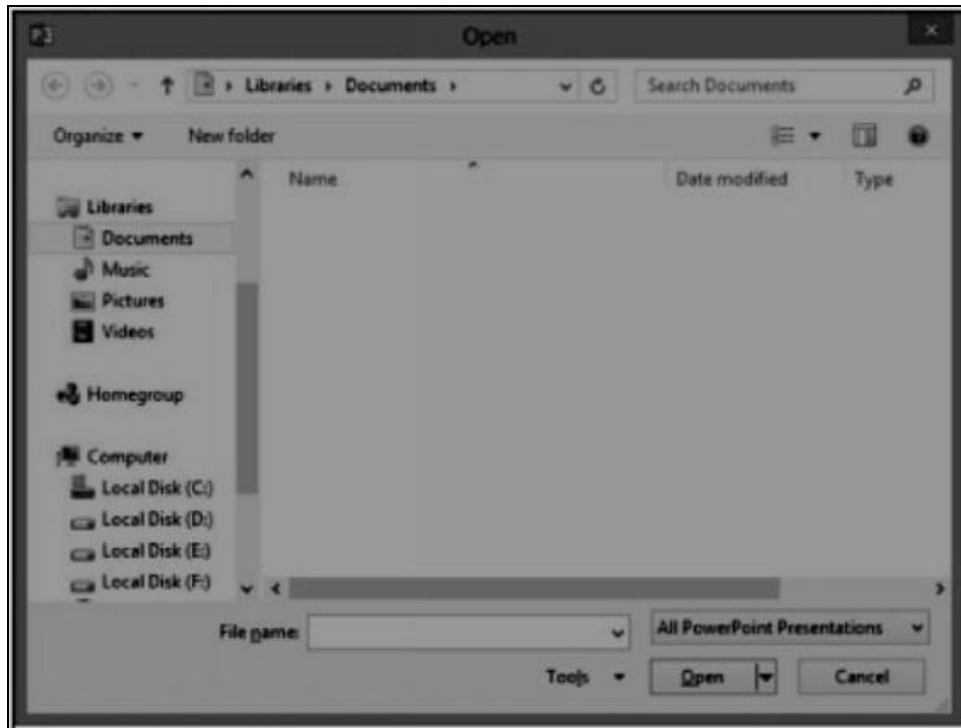 Open
Libraries Documents Search Documents
Organize New folder
Name Date modified Type
Libraries
Documents
Music
Pictures
Videos
Homegroup
Computer
Local Disk (C:)
Local Disk (D:)
Local Disk (E:)
Local Disk (F:)
File name: All PowerPoint Presentations
Tools Open Cancel